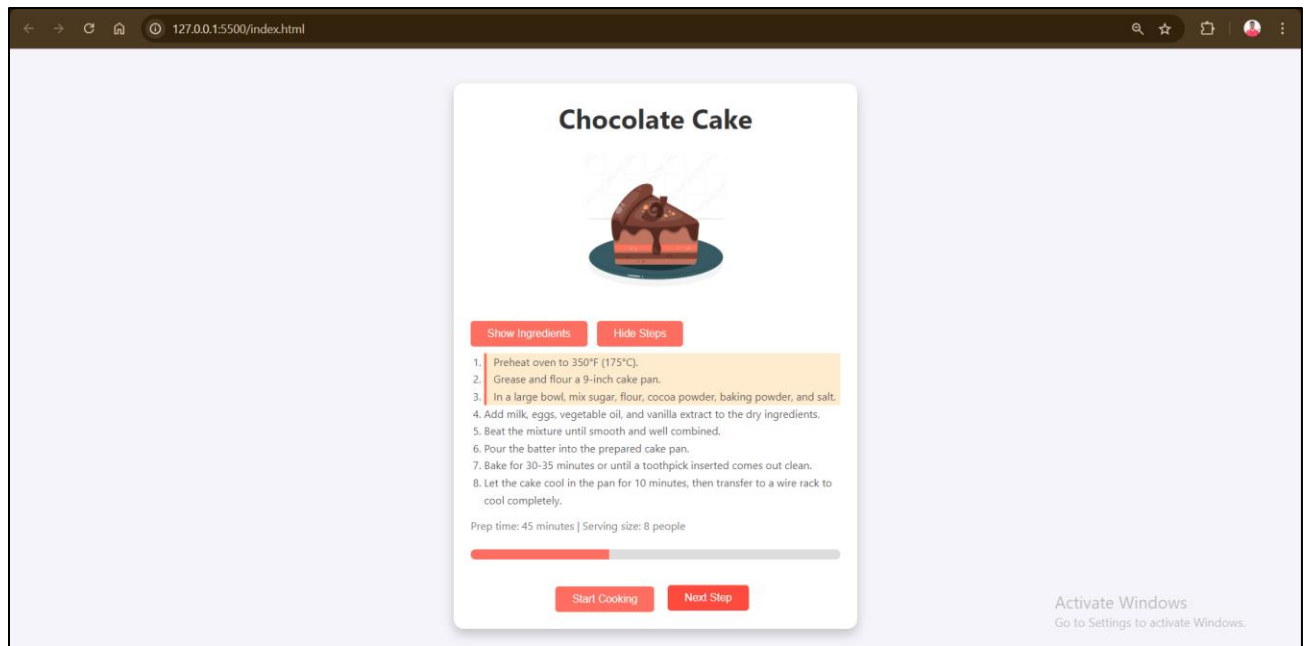 127.0.0.1:5500/index.html
Chocolate Cake
Show Ingredients
Hide Steps
1. Preheat oven to 350°F (175°C).
2. Grease and flour a 9-inch cake pan.
3. In a large bowl, mix sugar, flour, cocoa powder, baking powder, and salt.
4. Add milk, eggs, vegetable oil, and vanilla extract to the dry ingredients.
5. Beat the mixture until smooth and well combined.
6. Pour the batter into the prepared cake pan.
7. Bake for 30-35 minutes or until a toothpick inserted comes out clean.
8. Let the cake cool in the pan for 10 minutes, then transfer to a wire rack to
cool completely.
Prep time: 45 minutes | Serving size: 8 people
Start Cooking
Next Step
Activate Windows
Go to Settings to activate Windows.